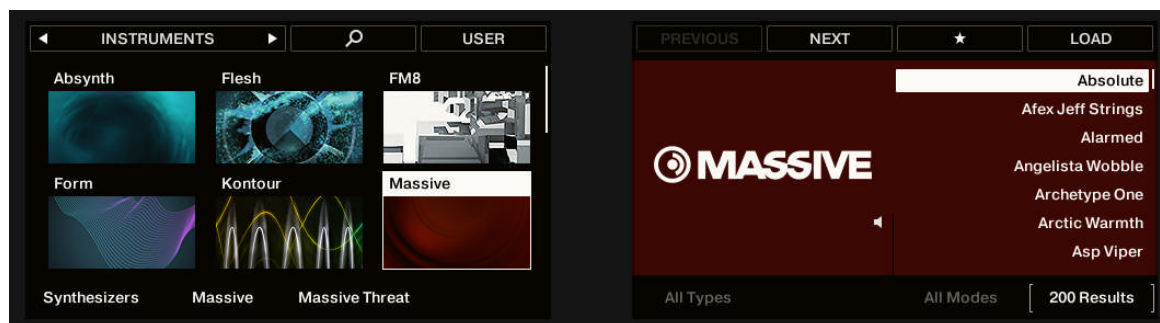 INSTRUMENTS USER
Absynth Flesh FM8
Form Kontour Massive
Synthesizers Massive Massive Threat
PREVIOUS NEXT ★ LOAD
MASSIVE
Absolute
Afex Jeff Strings
Alarmed
Angelista Wobble
Archetype One
Arctic Warmth
Asp Viper
All Types All Modes 200 Results